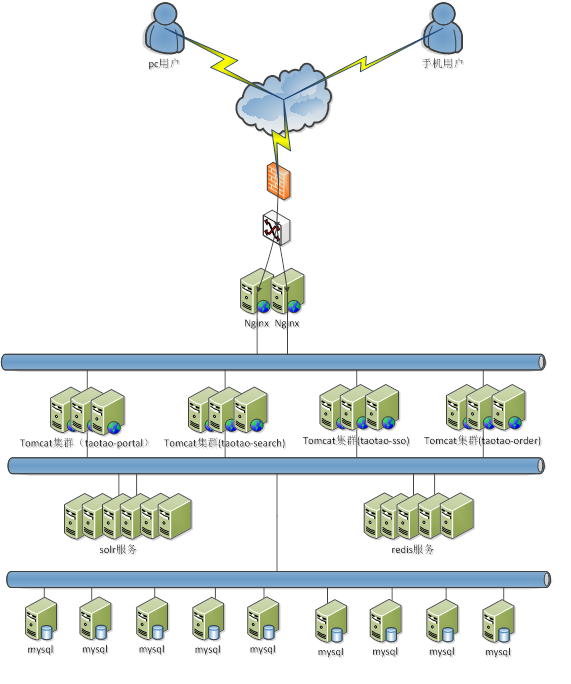 pc用户
手机用户
Nginx
Nginx
Tomcat集群（taotao-portal）
Tomcat集群(taotao-search)
Tomcat集群(taotao-sso)
Tomcat集群(taotao-order)
solr服务
redis服务
mysql
mysql
mysql
mysql
mysql
mysql
mysql
mysql
mysql